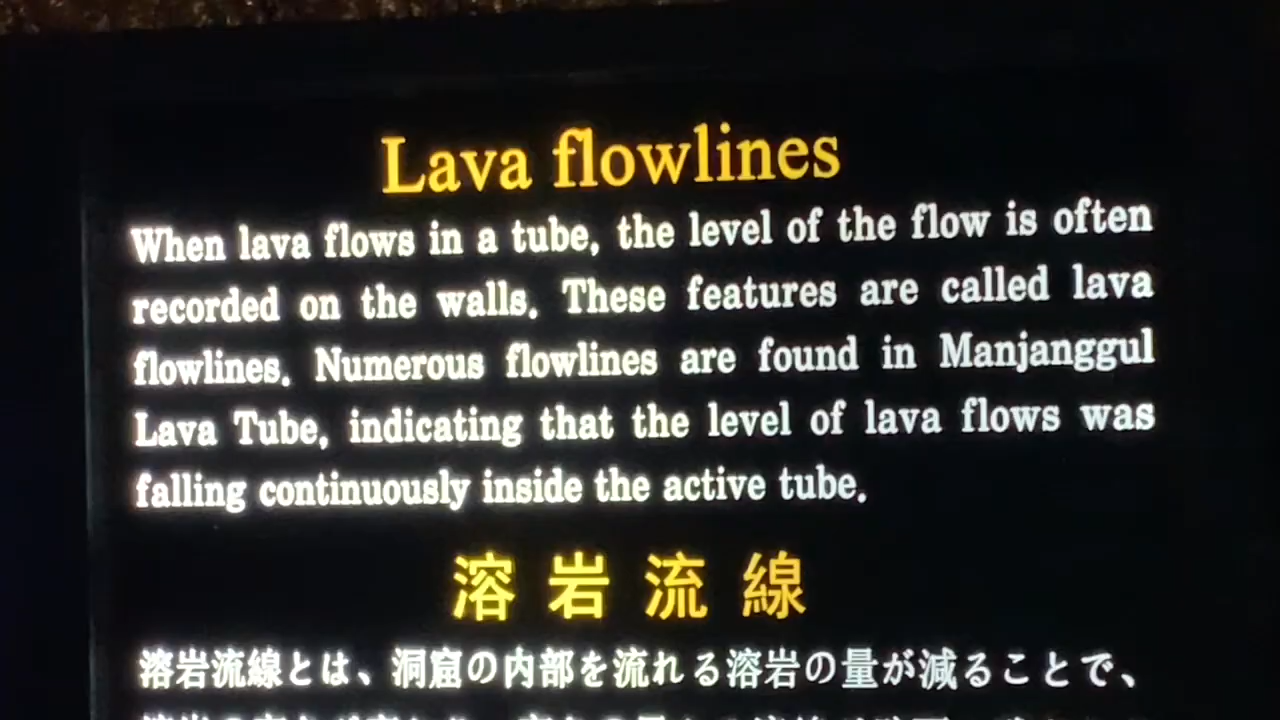 Lava flowlines
When lava flows in a tube, the level of the flow is often
recorded on the walls. These features are called lava
flowlines. Numerous flowlines are found in Manjanggul
Lava Tube, indicating that the level of lava flows was
falling continuously inside the active tube.
溶岩流線
溶岩流線とは、洞窟の内部を流れる溶岩の量が減ることで、